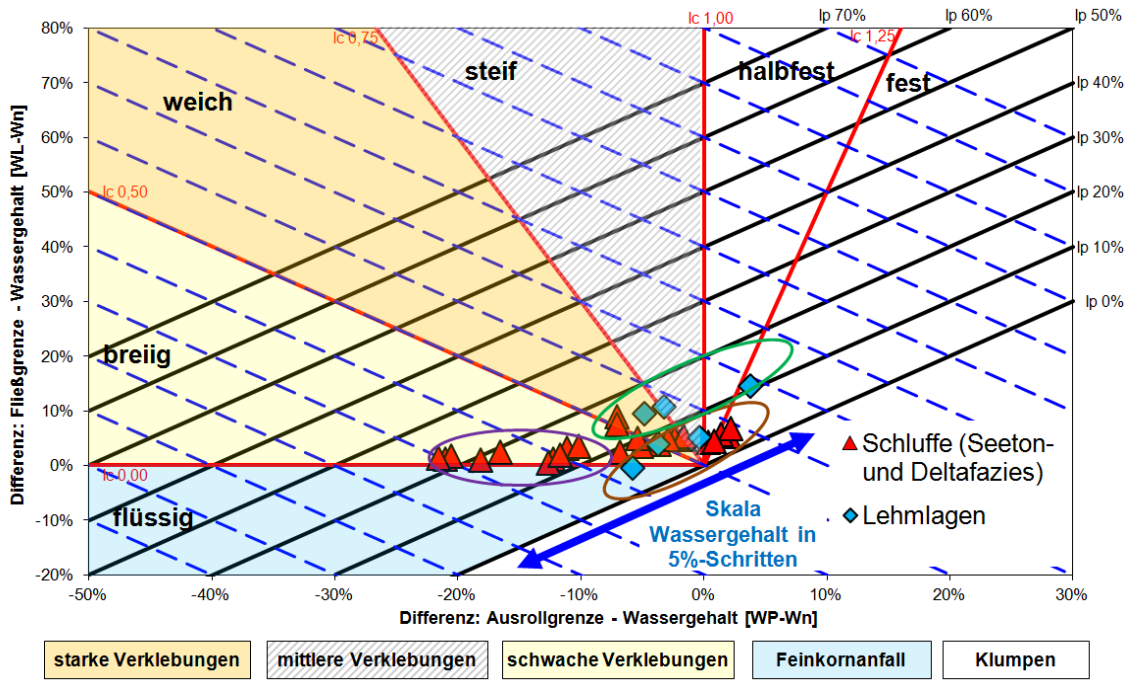 Ic 1,00
Ip 70%
Ip 60%
Ip 50%
80%
Ic 0,75
Ic 1,25
steif
halbfest
fest
weich
70%
Ip 40%
60%
Ip 30%
50%
Ic 0,50
Ip 20%
40%
Ip 10%
30%
Ip 0%
breiig
20%
10%
0%
Ic 0,00
Schluffe (Seeton-
und Deltafazies)
flüssig
-10%
Skala
Wassergehalt in
5%-Schritten
Lehmlagen
-20%
-50%
-40%
-30%
-20%
-10%
0%
10%
20%
30%
Differenz: Fließgrenze - Wassergehalt [WL-Wn]
Differenz: Ausrollgrenze - Wassergehalt [WP-Wn]
starke Verklebungen
mittlere Verklebungen
schwache Verklebungen
Feinkornanfall
Klumpen